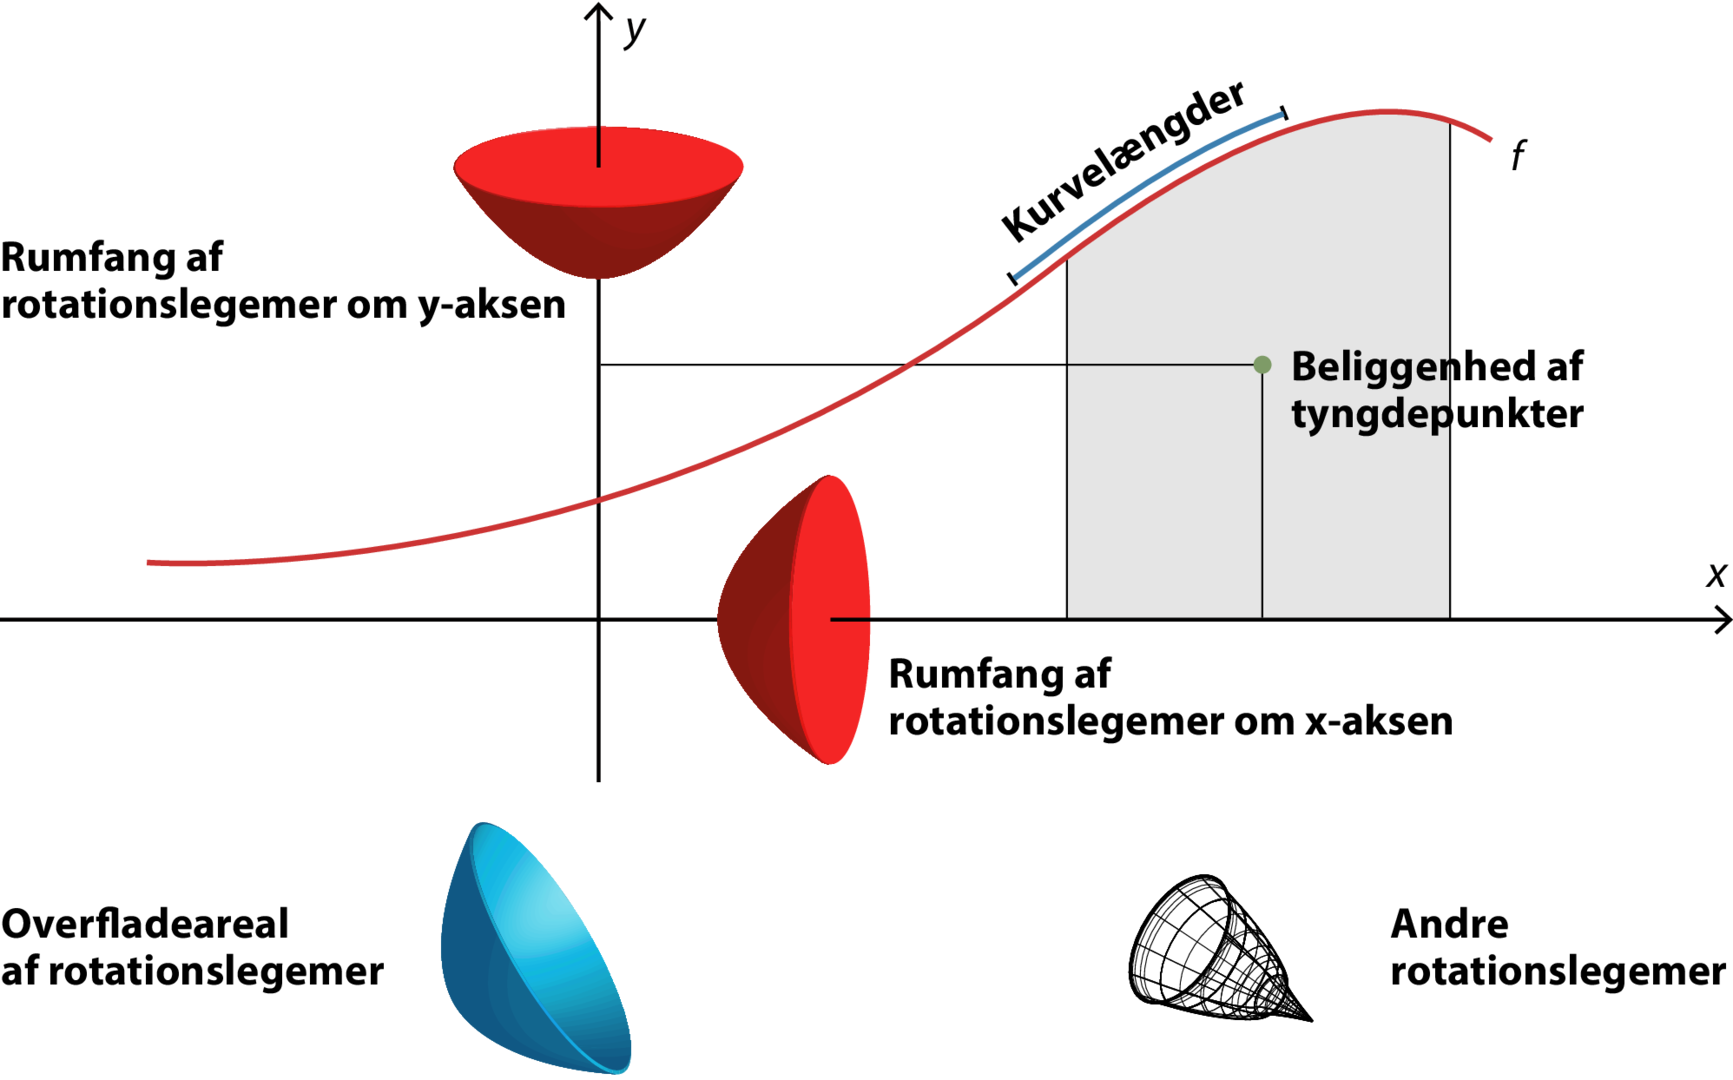 y
Kurvelængder
f
Rumfang af
rotationslegemer om y-aksen
Beliggenhed af
tyngdepunkter
x
Rumfang af
rotationslegemer om x-aksen
Overfladeareal
af rotationslegemer
Andre
rotationslegemer